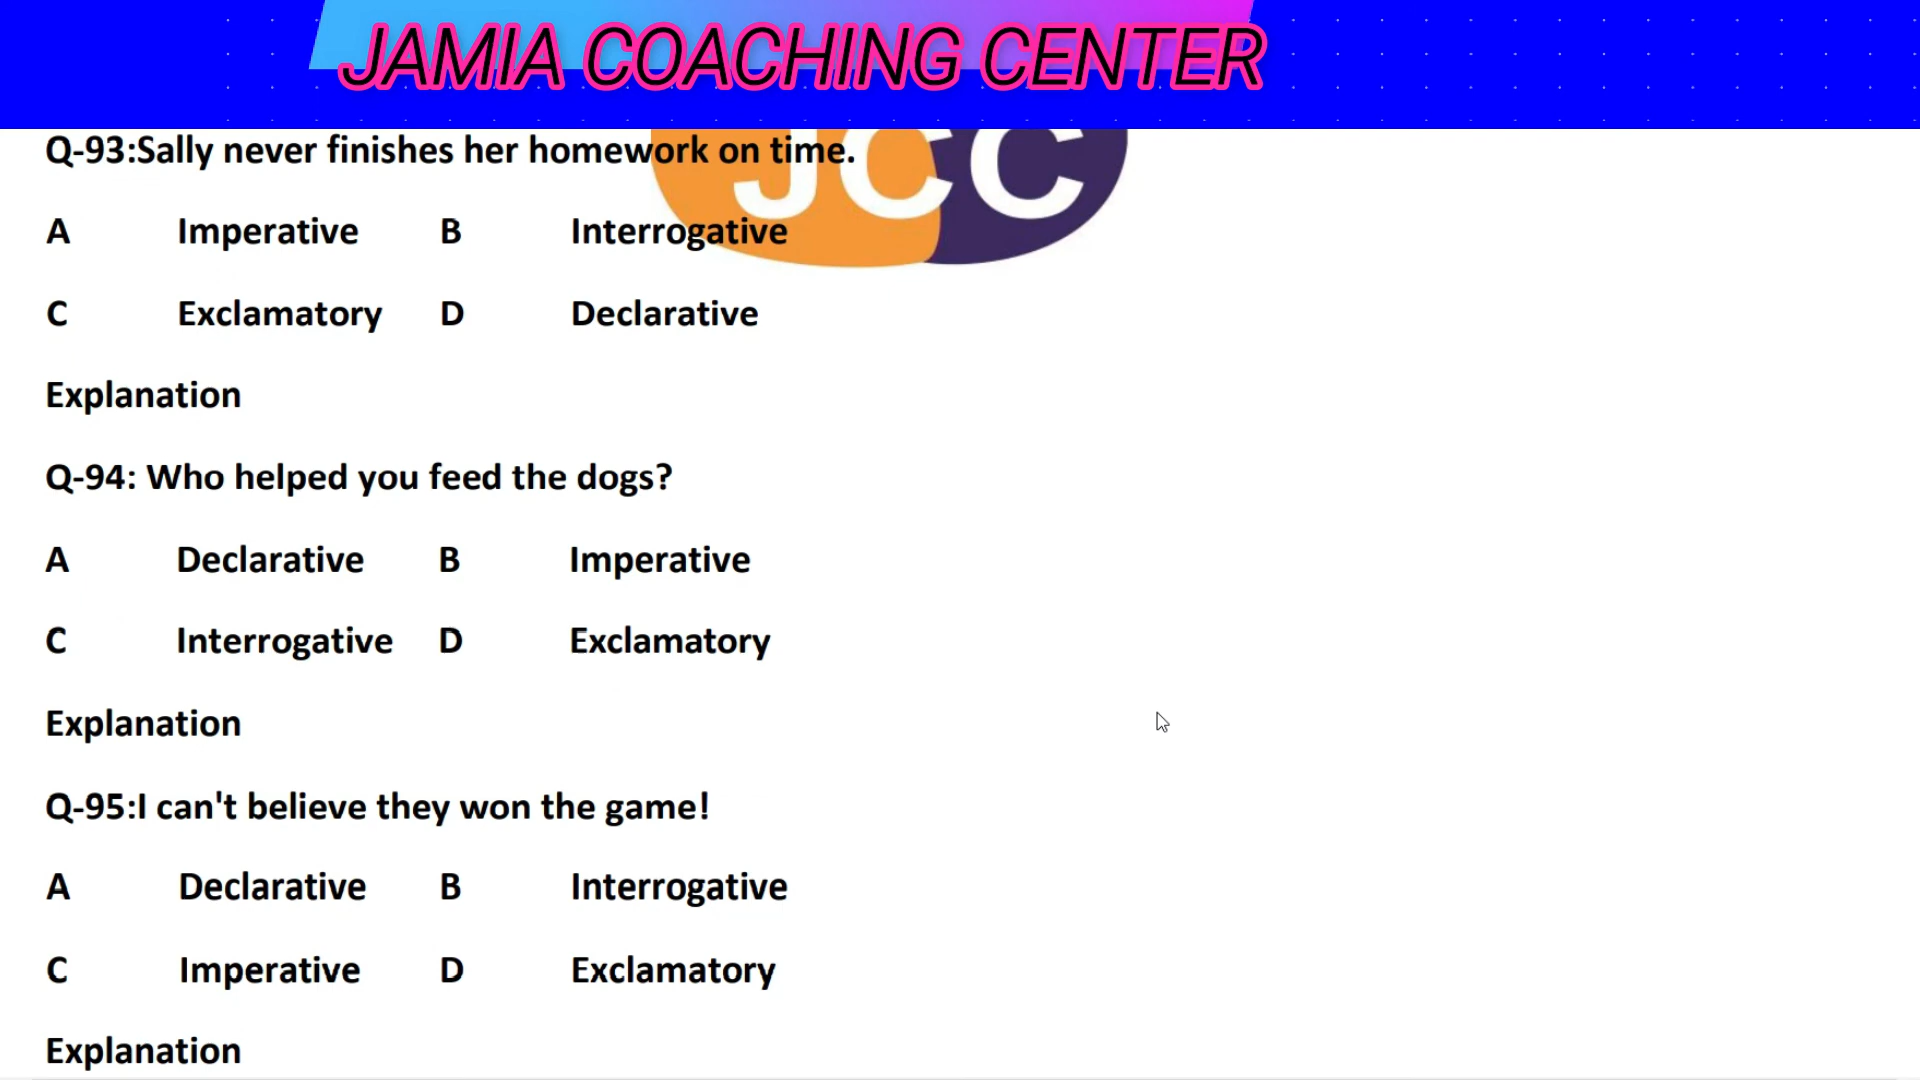 JAMIA COACHING CENTER
JCC
Q-93:Sally never finishes her homework on time.
A Imperative B Interrogative
C Exclamatory D Declarative
Explanation
Q-94: Who helped you feed the dogs?
A Declarative B Imperative
C Interrogative D Exclamatory
Explanation
Q-95:I can't believe they won the game!
A Declarative B Interrogative
C Imperative D Exclamatory
Explanation